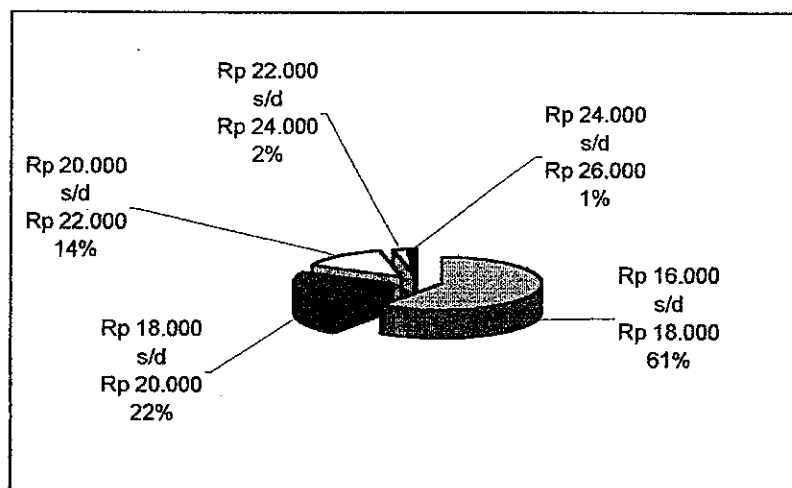 Rp 22.000
s/d
Rp 24.000
2%
Rp 24.000
s/d
Rp 26.000
1%
Rp 20.000
s/d
Rp 22.000
14%
Rp 16.000
s/d
Rp 18.000
61%
Rp 18.000
s/d
Rp 20.000
22%